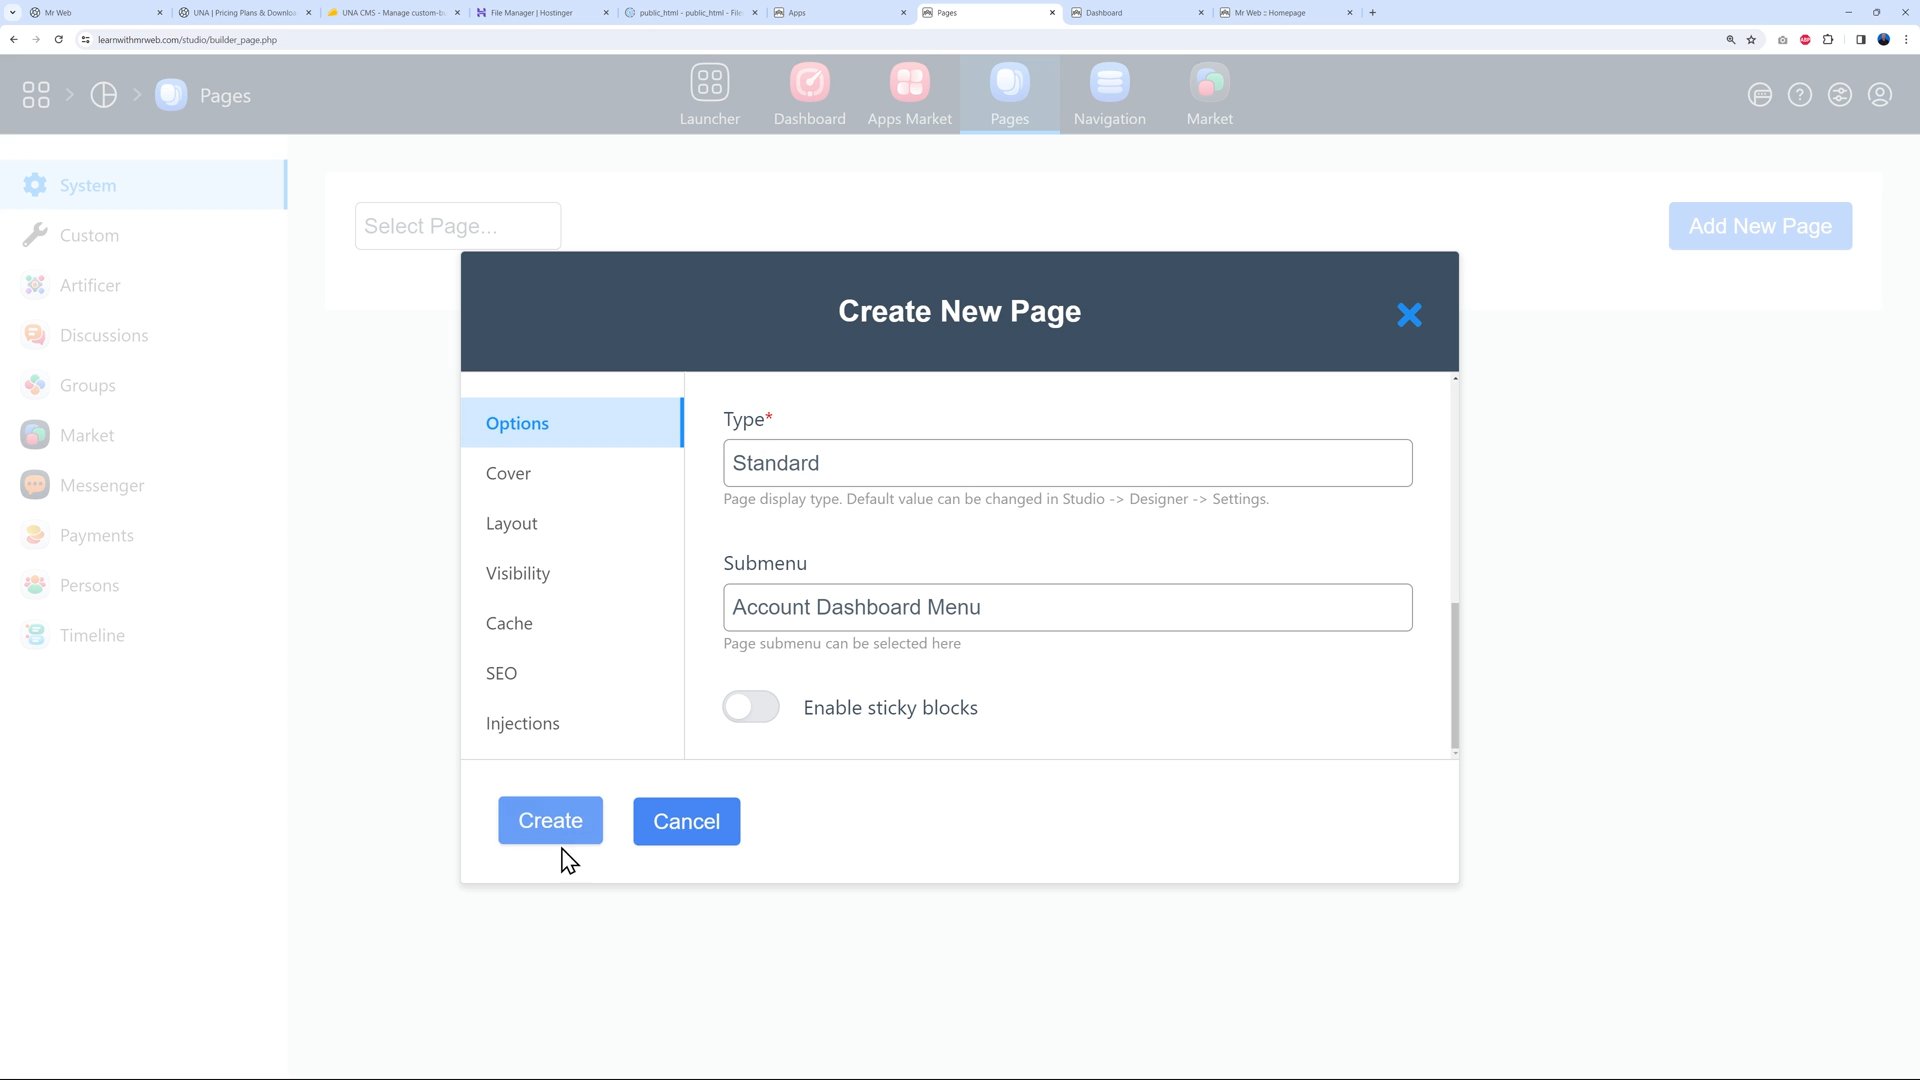 Mr Web
UNA | Pricing Plans & Downloa
UNA CMS - Manage custom-bu
File Manager | Hostinger
public_html - public_html - File
Apps
Pages
Dashboard
Mr Web :: Homepage
learnwithmrweb.com/studio/builder_page.php
ABP
Pages
Launcher
Dashboard
Apps Market
Pages
Navigation
Market
System
Custom
Artificer
Discussions
Groups
Market
Messenger
Payments
Persons
Timeline
Select Page...
Add New Page
Create New Page
Options
Cover
Layout
Visibility
Cache
SEO
Injections
Type*
Standard
Page display type. Default value can be changed in Studio -> Designer -> Settings.
Submenu
Account Dashboard Menu
Page submenu can be selected here
Enable sticky blocks
Create
Cancel